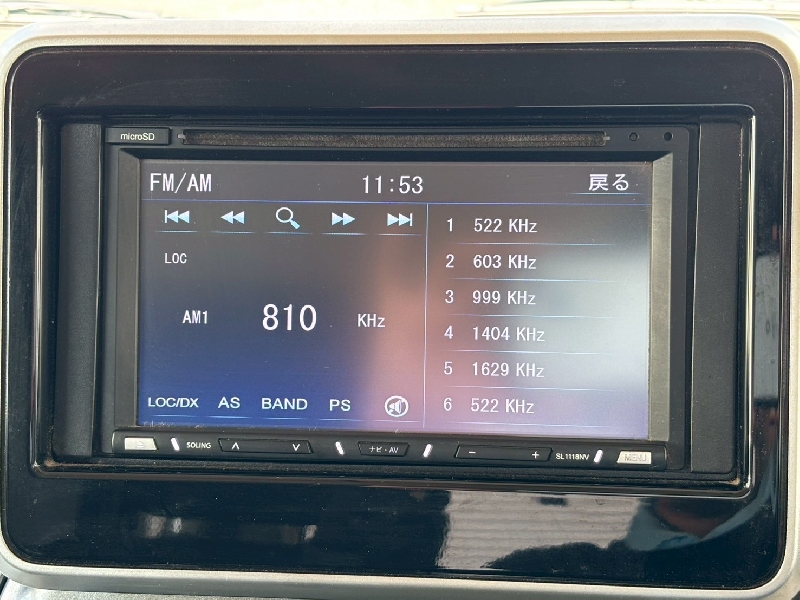 microSD
FM/AM 11:53 戻る
LOC
AM1 810 KHz
LOC/DX AS BAND PS
1 522 KHz
2 603 KHz
3 999 KHz
4 1404 KHz
5 1629 KHz
6 522 KHz
SOLING ナビ・AV − + SL1118NV MENU